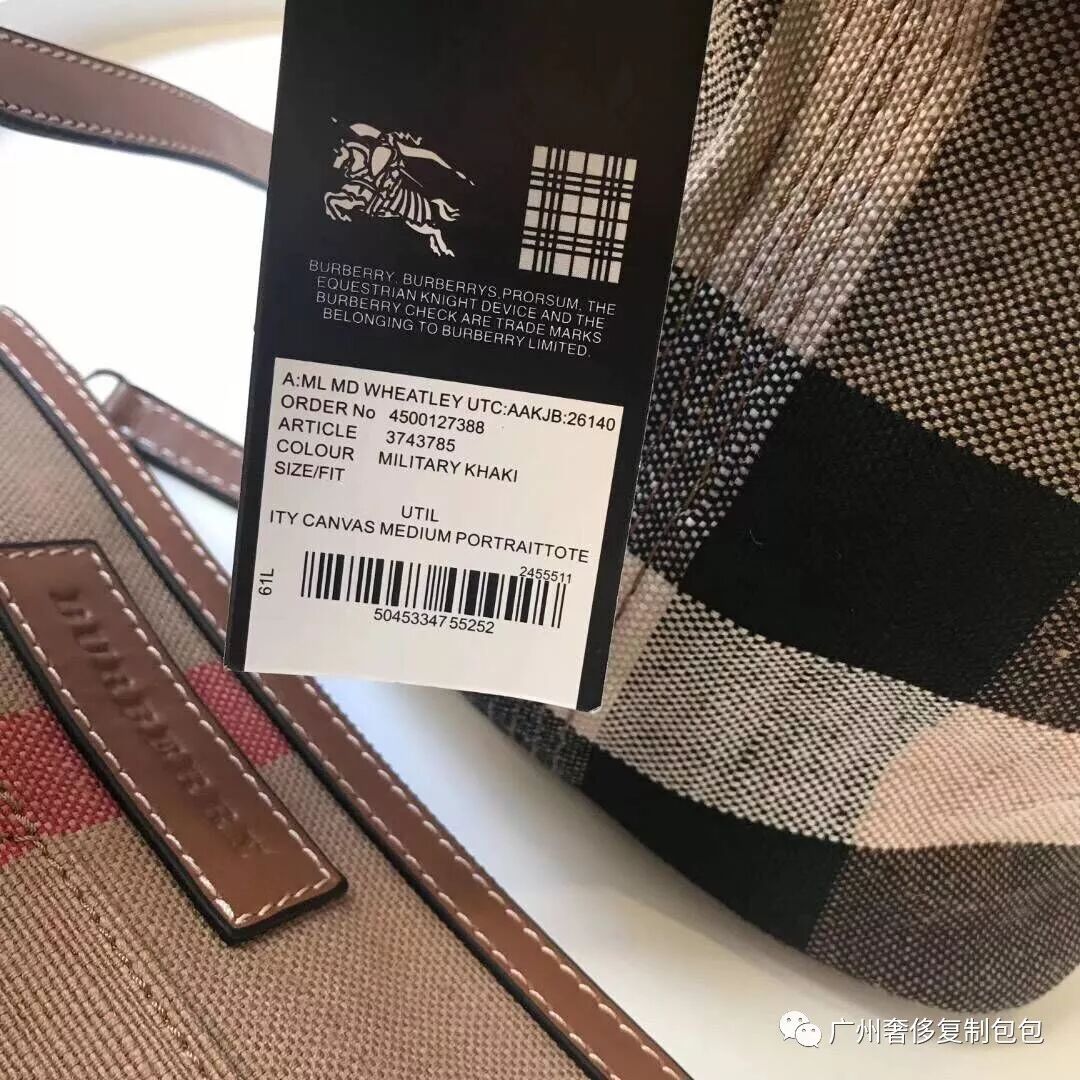 BURBERRY, BURBERRYS, PRORSUM, THE
EQUESTRIAN KNIGHT DEVICE AND THE
BURBERRY CHECK ARE TRADE MARKS
BELONGING TO BURBERRY LIMITED.
A:ML MD WHEATLEY UTC:AAKJB:26140
ORDER No 4500127388
ARTICLE 3743785
COLOUR MILITARY KHAKI
SIZE/FIT
UTIL
ITY CANVAS MEDIUM PORTRAITTOTE
2455511
61L
5045334755252
BURBERRY
广州奢侈复制包包